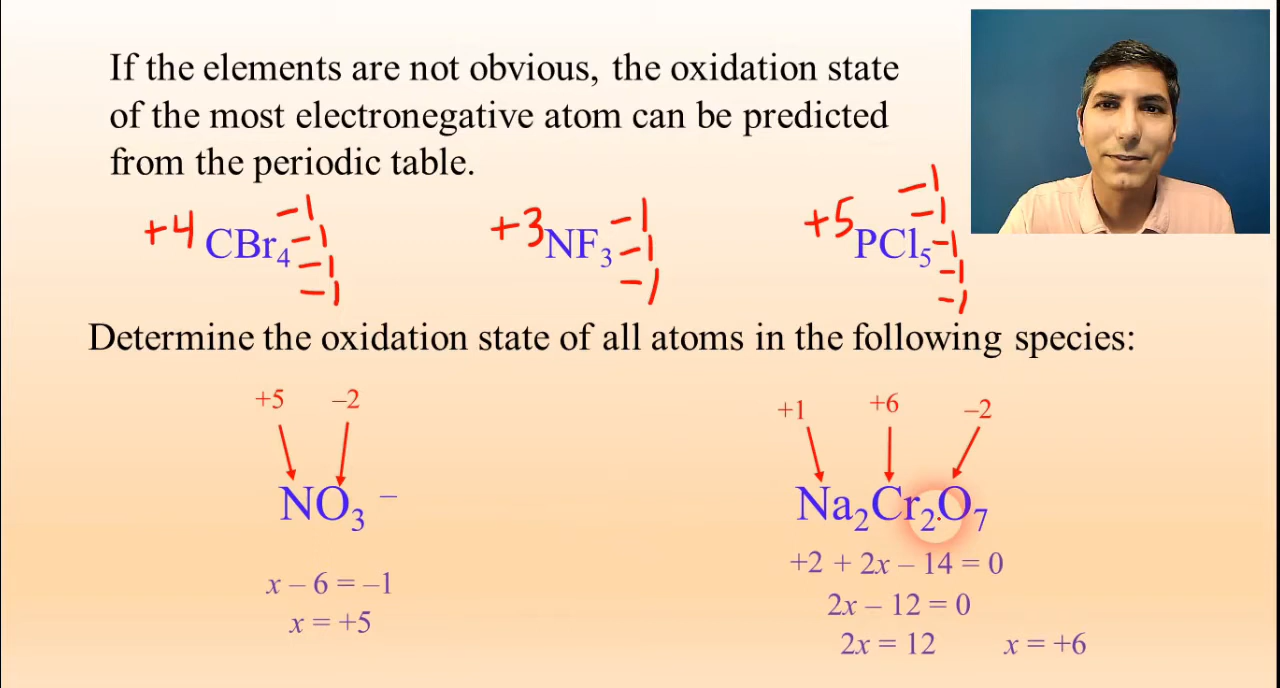 If the elements are not obvious, the oxidation state
of the most electronegative atom can be predicted
from the periodic table.
+4 CBr₄ −1 −1 −1 −1
+3 NF₃ −1 −1 −1
+5 PCl₅ −1 −1 −1 −1 −1
Determine the oxidation state of all atoms in the following species:
+5 –2
NO₃ –
x – 6 = –1
x = +5
+1 +6 –2
Na₂Cr₂O₇
+2 + 2x – 14 = 0
2x – 12 = 0
2x = 12 x = +6